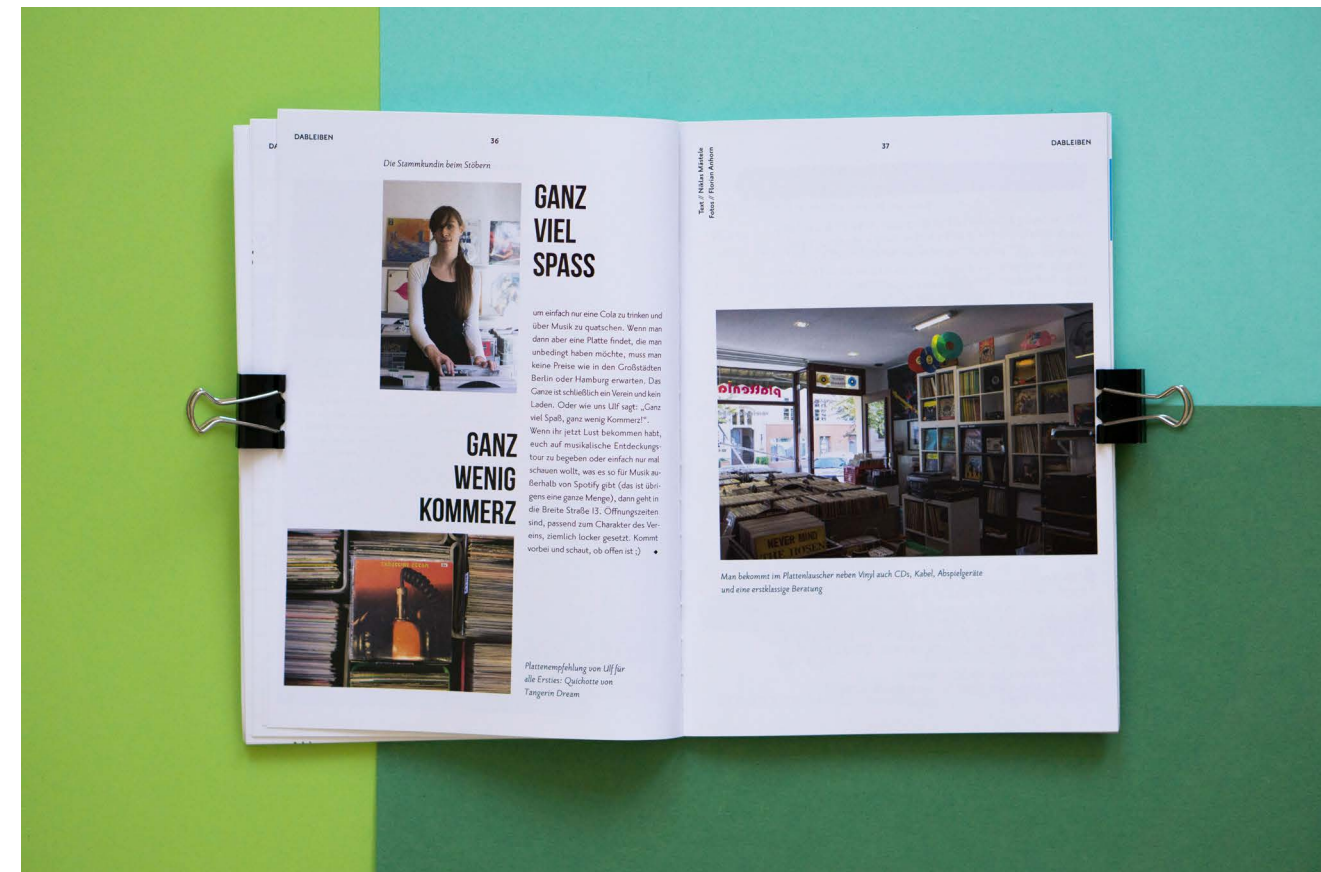 DABLEIBEN
36
Die Stammkundin beim Stöbern
GANZ
VIEL
SPASS
um einfach nur eine Cola zu trinken und
über Musik zu quatschen. Wenn man
dann aber eine Platte findet, die man
unbedingt haben möchte, muss man
keine Preise wie in den Großstädten
Berlin oder Hamburg erwarten. Das
Ganze ist schließlich ein Verein und kein
Laden. Oder wie uns Ulf sagt: „Ganz
viel Spaß, ganz wenig Kommerz!“.
Wenn ihr jetzt Lust bekommen habt,
euch auf musikalische Entdeckungs-
tour zu begeben oder einfach nur mal
schauen wollt, was es so für Musik au-
ßerhalb von Spotify gibt (das ist übri-
gens eine ganze Menge), dann geht in
die Breite Straße 13. Öffnungszeiten
sind, passend zum Charakter des Ver-
eins, ziemlich locker gesetzt. Kommt
vorbei und schaut, ob offen ist ;)
GANZ
WENIG
KOMMERZ
TANGERINE DREAM
Plattenempfehlung von Ulf für
alle Ersties: Quichotte von
Tangerin Dream
37
DABLEIBEN
Text // Niklas Mästele
Fotos // Florian Anhorn
NEVER MIND
THE HOSEN
Man bekommt im Plattenlauscher neben Vinyl auch CDs, Kabel, Abspielgeräte
und eine erstklassige Beratung